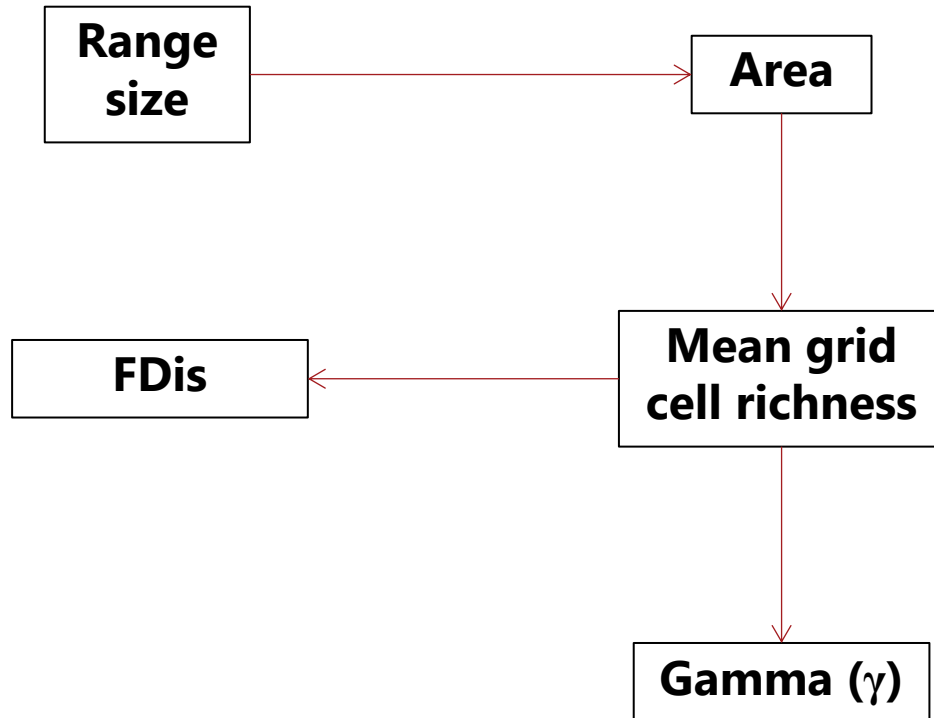 Range
size
Area
Mean grid
cell richness
FDis
Gamma (γ)